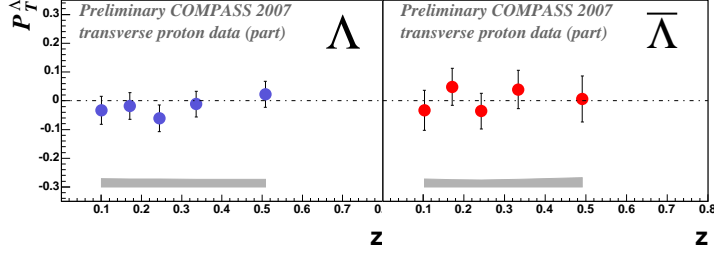 P_T^Λ
0.3
0.2
0.1
0
-0.1
-0.2
-0.3
Preliminary COMPASS 2007
transverse proton data (part)
Λ
0.1 0.2 0.3 0.4 0.5 0.6 0.7 0.
z
Preliminary COMPASS 2007
transverse proton data (part)
Λ̅
0.1 0.2 0.3 0.4 0.5 0.6 0.7 0.8
z